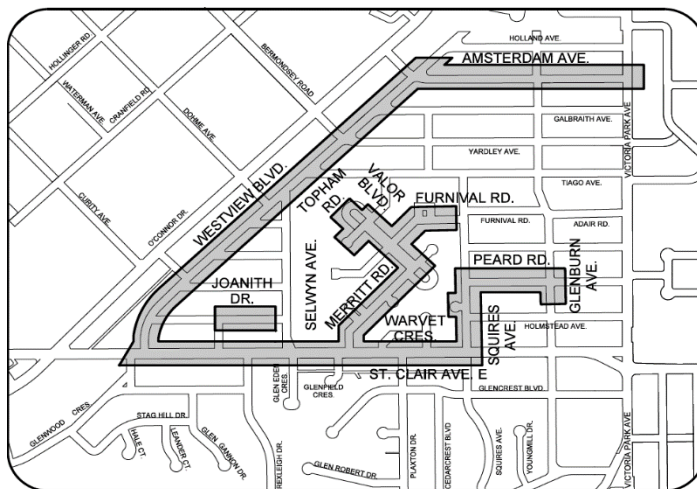 HOLLINGER RD.
BERMONDSEY ROAD
HOLLAND AVE.
AMSTERDAM AVE.
WATERMAN AVE.
CRANFIELD RD
DOHME AVE.
GALBRAITH AVE.
VICTORIA PARK AVE
YARDLEY AVE.
CURITY AVE.
O'CONNOR DR.
WESTVIEW BLVD.
TOPHAM
RD.
VALOR
BLVD.
TIAGO AVE.
FURNIVAL RD.
FURNIVAL RD.
ADAIR RD.
SELWYN AVE.
PEARD RD.
GLENBURN
AVE.
JOANITH
DR.
MERRITT RD.
WARVET
CRES.
SQUIRES
AVE.
HOLMSTEAD AVE.
ST. CLAIR AVE. E
GLEN EDEN
CRES.
GLENFIELD
CRES.
GLENCREST BLVD.
GLENWOOD CRES.
STAG HILL DR.
HALE CT.
LEANDER CT.
GLEN GANNON DR.
REXLEIGH DR.
GLEN ROBERT DR.
PLAXTON DR.
CEDARCREST BLVD
SQUIRES AVE.
YOUNGMILL DR.
VICTORIA PARK AVE